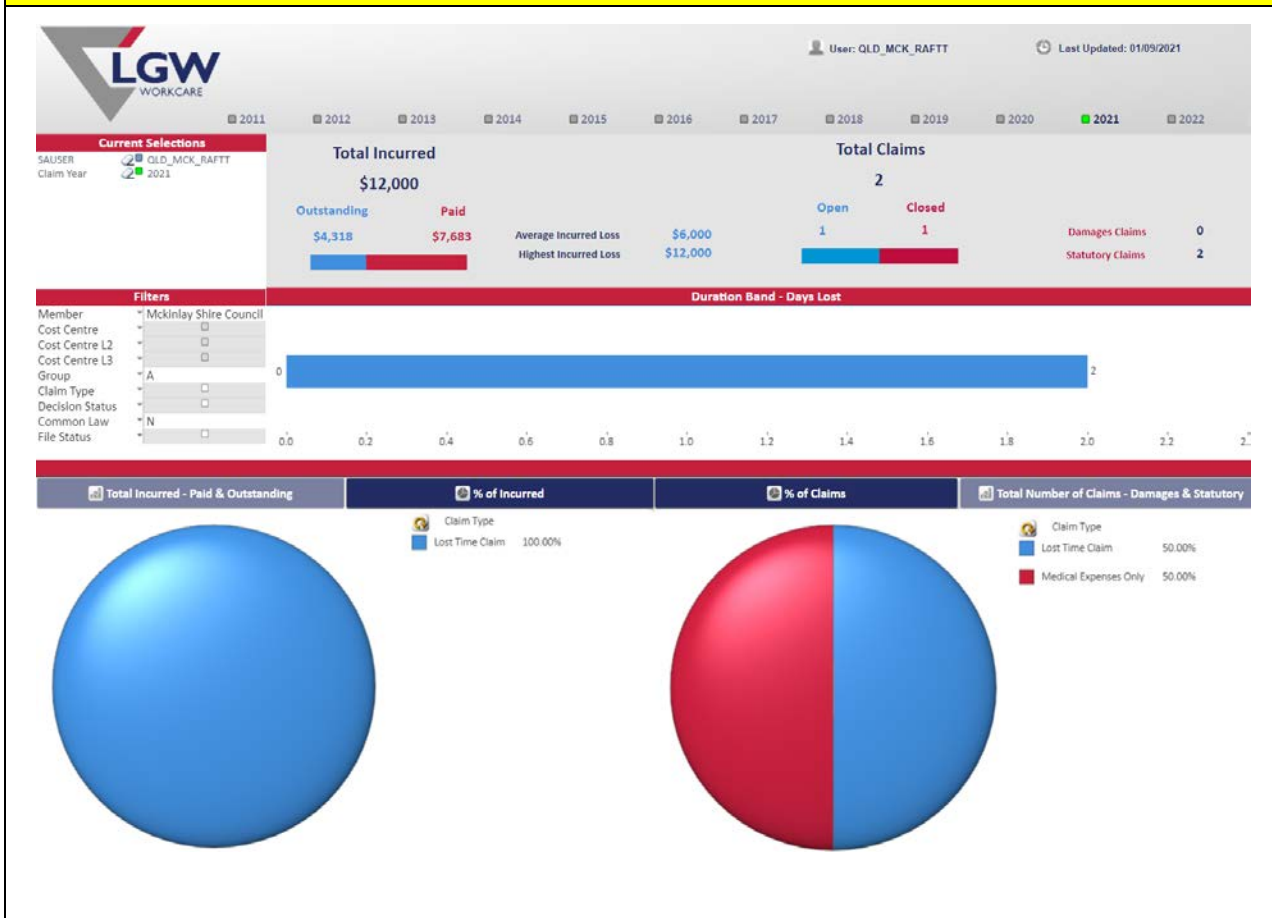 LGW
WORKCARE
User: QLD_MCK_RAFTT
Last Updated: 01/09/2021
2011 2012 2013 2014 2015 2016 2017 2018 2019 2020 2021 2022
Current Selections
SAUSER QLD_MCK_RAFTT
Claim Year 2021
Total Incurred
$12,000
Outstanding Paid
$4,318 $7,683
Average Incurred Loss $6,000
Highest Incurred Loss $12,000
Total Claims
2
Open Closed
1 1
Damages Claims 0
Statutory Claims 2
Filters
Member Mckinlay Shire Council
Cost Centre
Cost Centre L2
Cost Centre L3
Group A
Claim Type
Decision Status
Common Law N
File Status
Duration Band - Days Lost
0 2
0.0 0.2 0.4 0.6 0.8 1.0 1.2 1.4 1.6 1.8 2.0 2.2 2...
Total Incurred - Paid & Outstanding
% of Incurred
% of Claims
Total Number of Claims - Damages & Statutory
Claim Type
Lost Time Claim 100.00%
Claim Type
Lost Time Claim 50.00%
Medical Expenses Only 50.00%